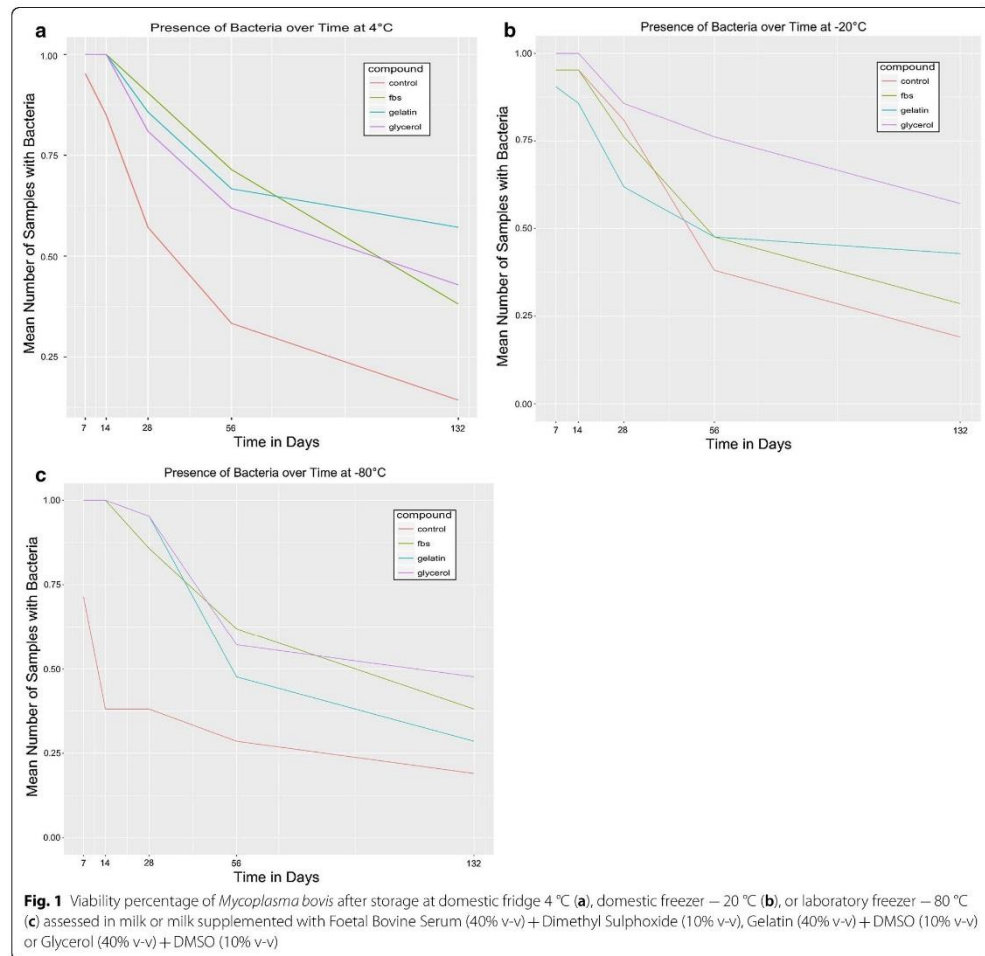 a
Presence of Bacteria over Time at 4°C
Mean Number of Samples with Bacteria
1.00
0.75
0.50
0.25
compound
control
fbs
gelatin
glycerol
7 14 28 56 132
Time in Days
b
Presence of Bacteria over Time at -20°C
Mean Number of Samples with Bacteria
1.00
0.75
0.50
0.25
0.00
compound
control
fbs
gelatin
glycerol
7 14 28 56 132
Time in Days
c
Presence of Bacteria over Time at -80°C
Mean Number of Samples with Bacteria
1.00
0.75
0.50
0.25
0.00
compound
control
fbs
gelatin
glycerol
7 14 28 56 132
Time in Days
Fig. 1 Viability percentage of Mycoplasma bovis after storage at domestic fridge 4 °C (a), domestic freezer − 20 °C (b), or laboratory freezer − 80 °C
(c) assessed in milk or milk supplemented with Foetal Bovine Serum (40% v-v) + Dimethyl Sulphoxide (10% v-v), Gelatin (40% v-v) + DMSO (10% v-v)
or Glycerol (40% v-v) + DMSO (10% v-v)